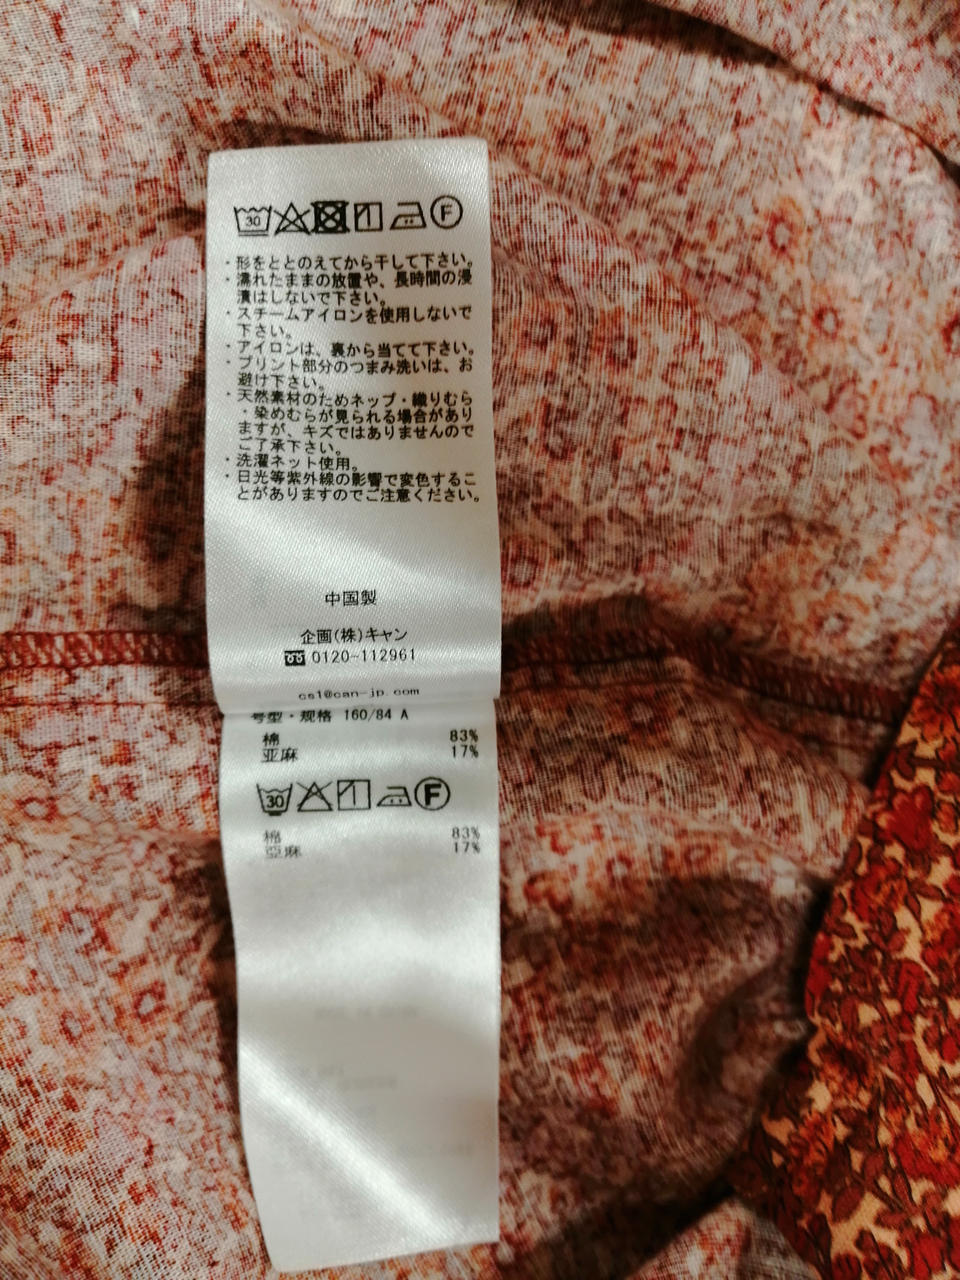 30 F
・形をととのえてから干して下さい。
・濡れたままの放置や、長時間の浸
漬はしないで下さい。
・スチームアイロンを使用しないで
下さい。
・アイロンは、裏から当てて下さい。
・プリント部分のつまみ洗いは、お
避け下さい。
・天然素材のためネップ・織りむら
・染めむらが見られる場合があり
ますが、キズではありませんので
ご了承下さい。
・洗濯ネット使用。
・日光等紫外線の影響で変色するこ
とがありますのでご注意ください。
中国製
企画(株)キャン
0120-112961
cs1@can-jp.com
号型・规格 160/84 A
棉 83%
亚麻 17%
30 F
棉 83%
亞麻 17%